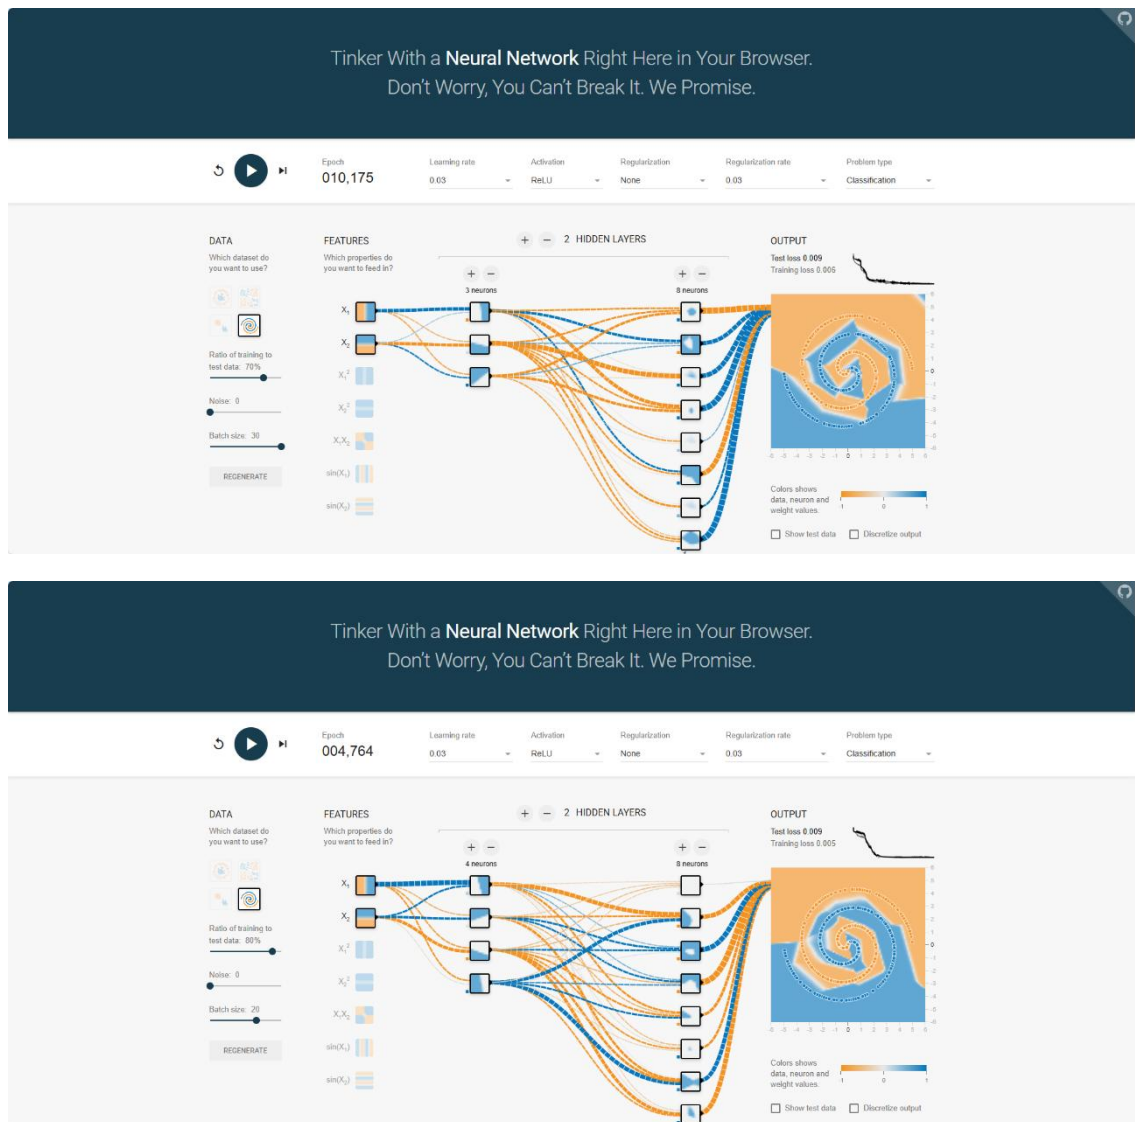 Tinker With a Neural Network Right Here in Your Browser.
Don't Worry, You Can't Break It. We Promise.
Epoch
010,175
Learning rate
0.03
Activation
ReLU
Regularization
None
Regularization rate
0.03
Problem type
Classification
DATA
Which dataset do
you want to use?
Ratio of training to
test data: 70%
Noise: 0
Batch size: 30
REGENERATE
FEATURES
Which properties do
you want to feed in?
X₁
X₂
X₁²
X₂²
X₁X₂
sin(X₁)
sin(X₂)
+ − 2 HIDDEN LAYERS
+ −
3 neurons
+ −
8 neurons
OUTPUT
Test loss 0.009
Training loss 0.006
Colors shows
data, neuron and
weight values.
-1 0 1
Show test data
Discretize output
Tinker With a Neural Network Right Here in Your Browser.
Don't Worry, You Can't Break It. We Promise.
Epoch
004,764
Learning rate
0.03
Activation
ReLU
Regularization
None
Regularization rate
0.03
Problem type
Classification
DATA
Which dataset do
you want to use?
Ratio of training to
test data: 80%
Noise: 0
Batch size: 20
REGENERATE
FEATURES
Which properties do
you want to feed in?
X₁
X₂
X₁²
X₂²
X₁X₂
sin(X₁)
sin(X₂)
+ − 2 HIDDEN LAYERS
+ −
4 neurons
+ −
8 neurons
OUTPUT
Test loss 0.009
Training loss 0.005
Colors shows
data, neuron and
weight values.
-1 0 1
Show test data
Discretize output